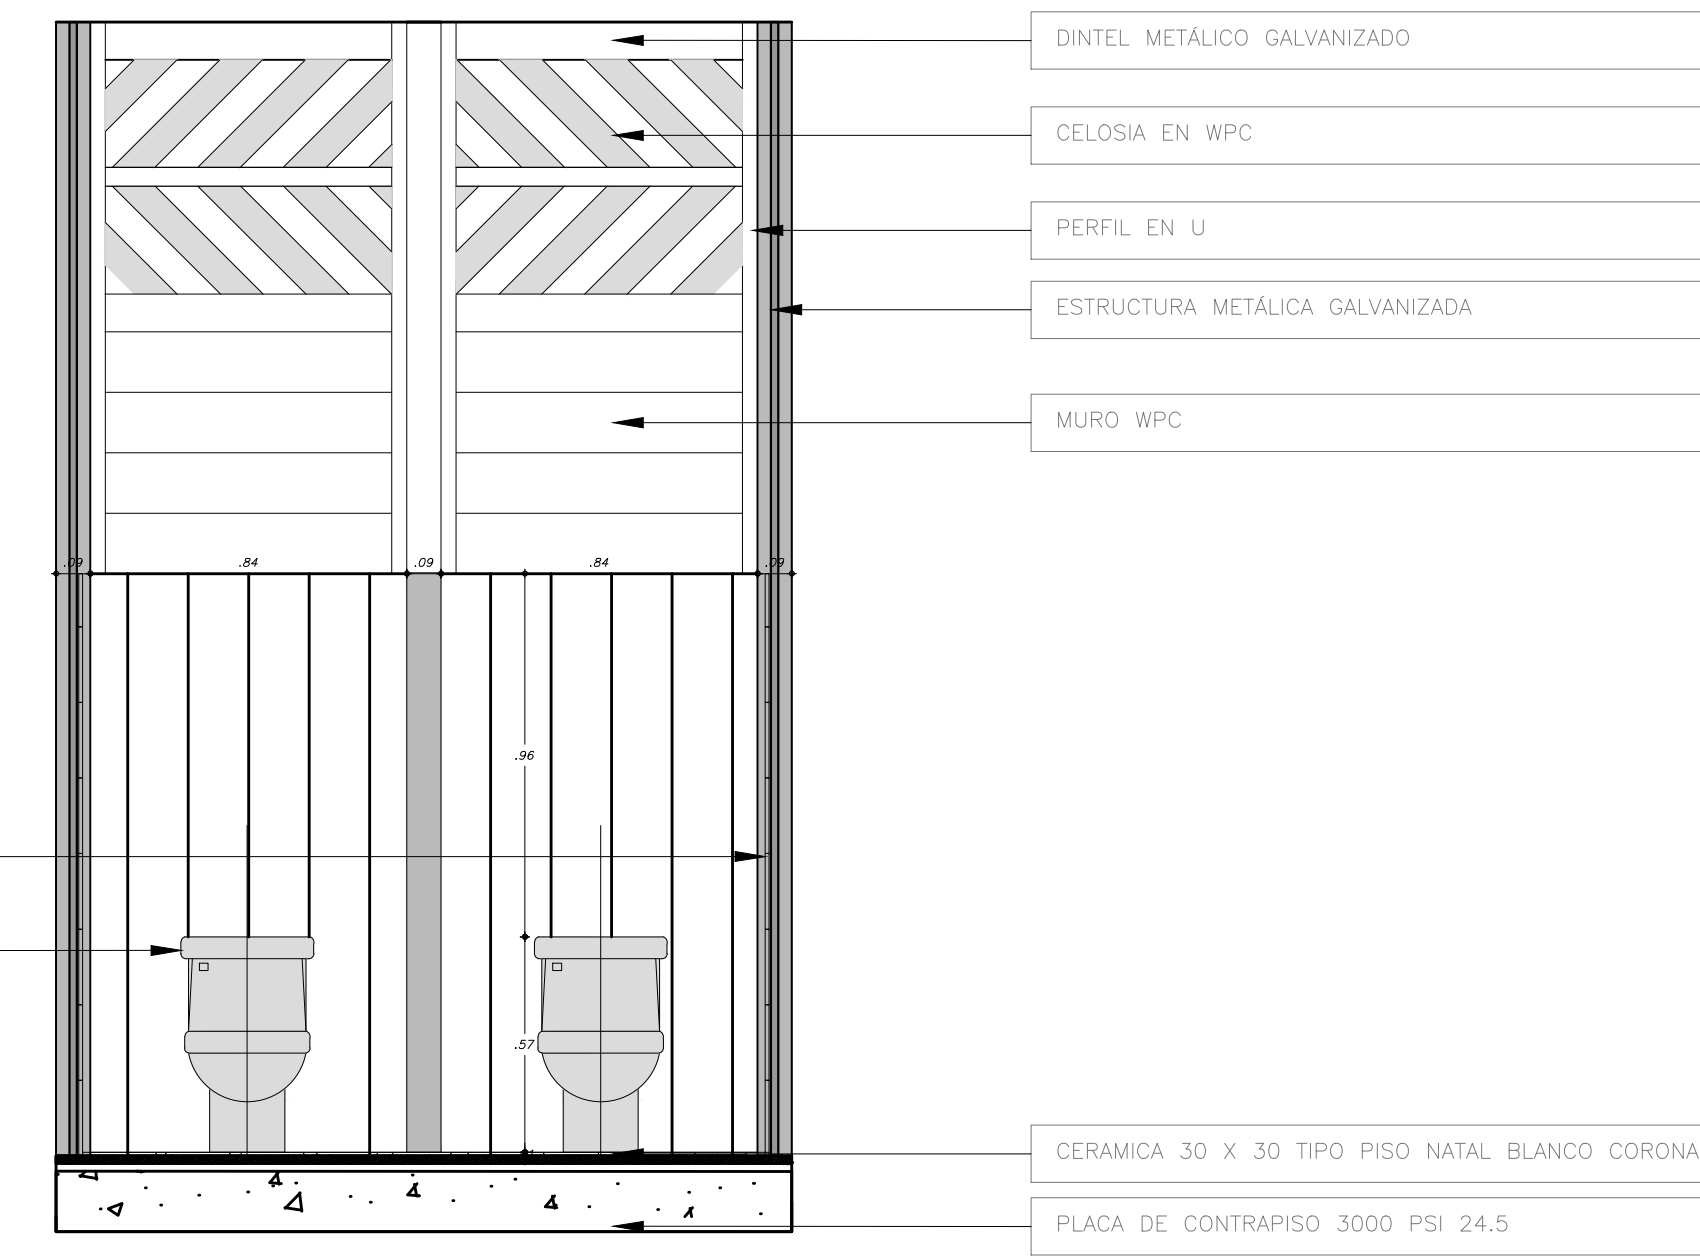 DINTEL METÁLICO GALVANIZADO
CELOSIA EN WPC
PERFIL EN U
ESTRUCTURA METÁLICA GALVANIZADA
MURO WPC
.09 .84 .09 .84 .09
.96
.57
CERAMICA 30 X 30 TIPO PISO NATAL BLANCO CORONA
PLACA DE CONTRAPISO 3000 PSI 24.5